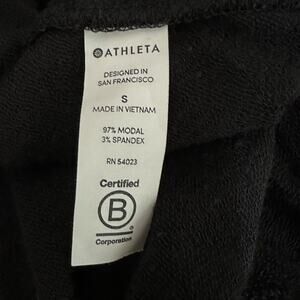 ATHLETA
DESIGNED IN
SAN FRANCISCO
S
MADE IN VIETNAM
97% MODAL
3% SPANDEX
RN 54023
Certified
B
Corporation